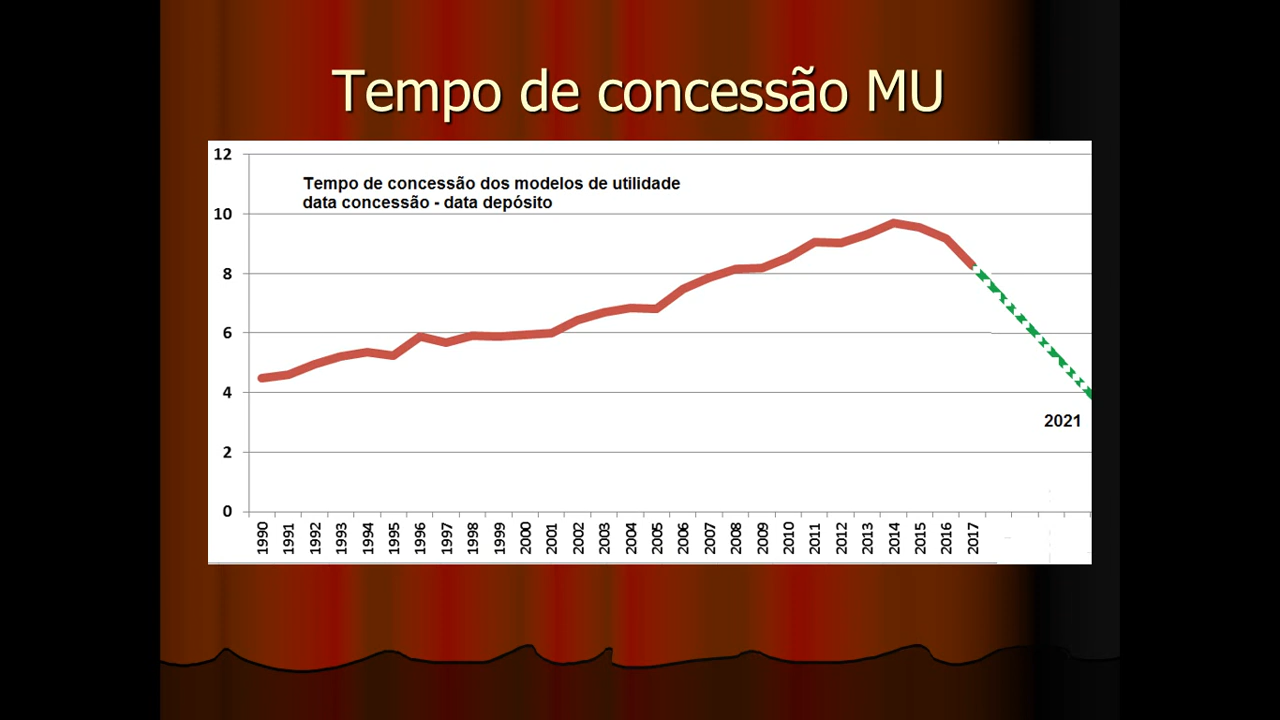 Tempo de concessão MU
12
Tempo de concessão dos modelos de utilidade
data concessão - data depósito
10
8
6
4
2021
2
0
1990 1991 1992 1993 1994 1995 1996 1997 1998 1999 2000 2001 2002 2003 2004 2005 2006 2007 2008 2009 2010 2011 2012 2013 2014 2015 2016 2017